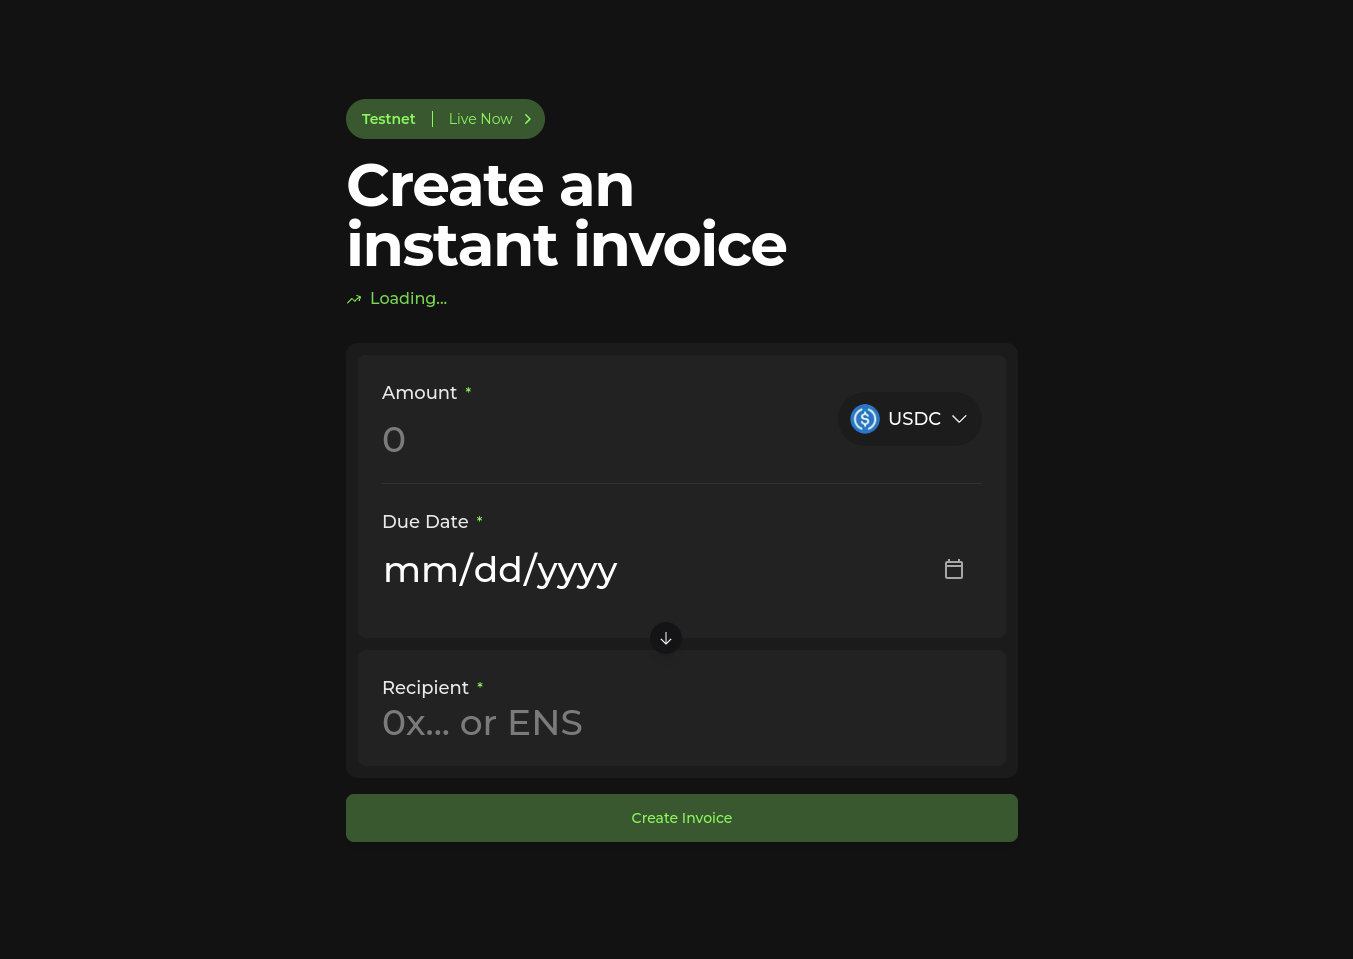 Testnet | Live Now
Create an
instant invoice
Loading...
Amount *
0
USDC
Due Date *
mm/dd/yyyy
Recipient *
0x... or ENS
Create Invoice